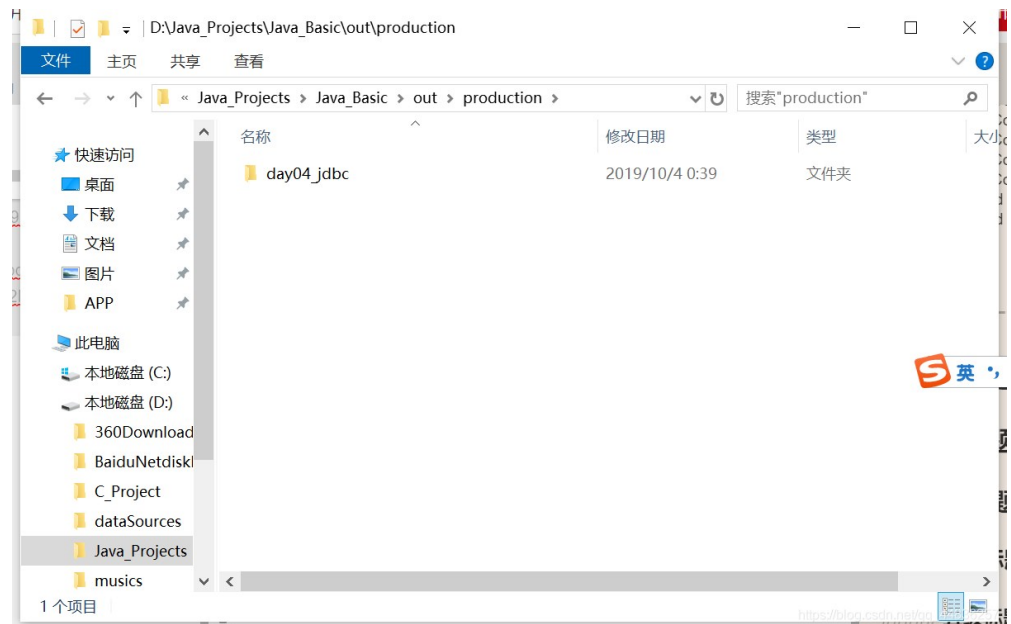 D:\Java_Projects\Java_Basic\out\production
文件 主页 共享 查看
« Java_Projects > Java_Basic > out > production >
搜索"production"
名称 修改日期 类型 大小
day04_jdbc 2019/10/4 0:39 文件夹
快速访问
桌面
下载
文档
图片
APP
此电脑
本地磁盘 (C:)
本地磁盘 (D:)
360Download
BaiduNetdisk
C_Project
dataSources
Java_Projects
musics
英
1 个项目